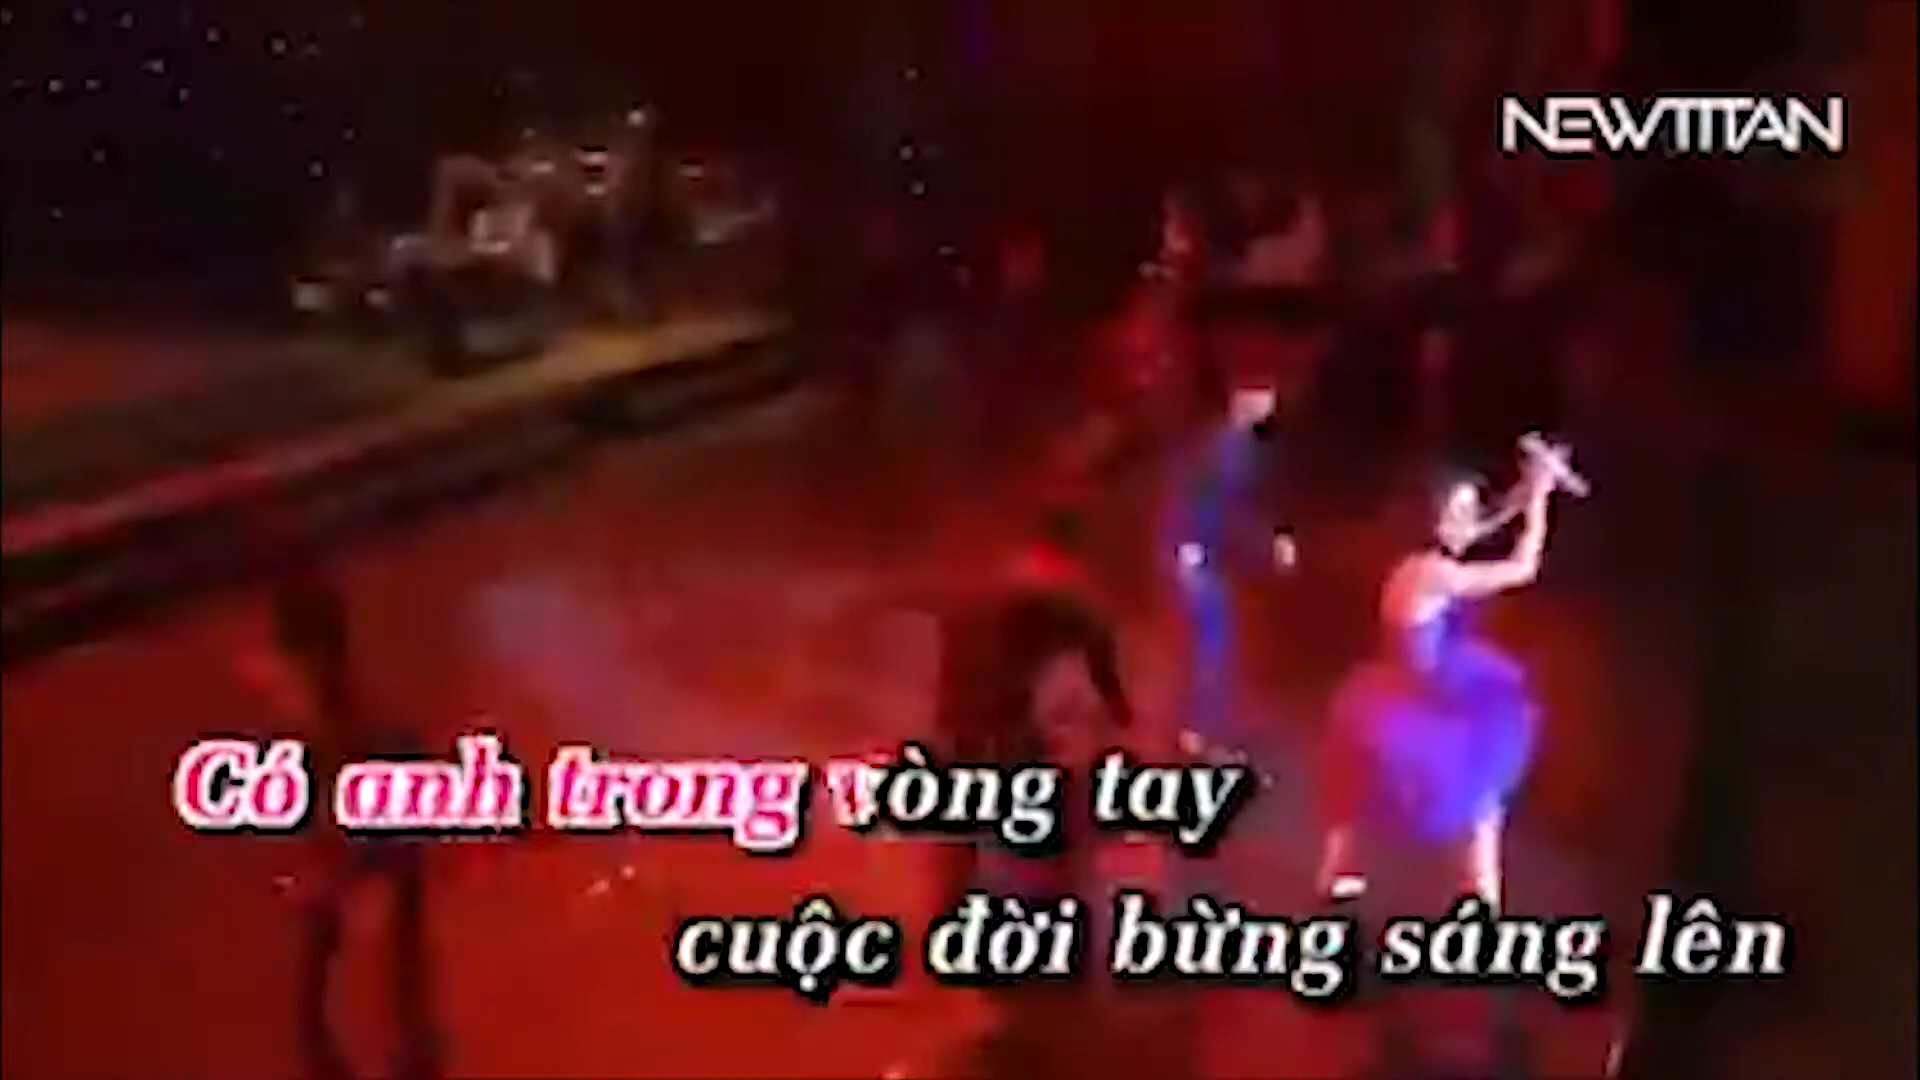 NEWTITAN
Có anh trong vòng tay
cuộc đời bừng sáng lên